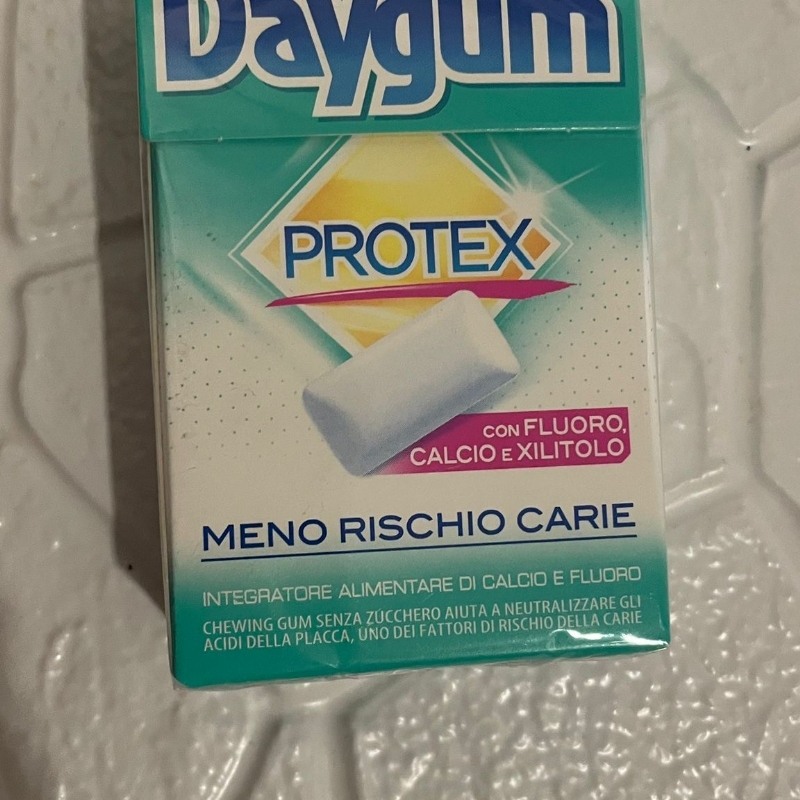 Daygum
PROTEX
CON FLUORO,
CALCIO E XILITOLO
MENO RISCHIO CARIE
INTEGRATORE ALIMENTARE DI CALCIO E FLUORO
CHEWING GUM SENZA ZUCCHERO AIUTA A NEUTRALIZZARE GLI
ACIDI DELLA PLACCA, UNO DEI FATTORI DI RISCHIO DELLA CARIE